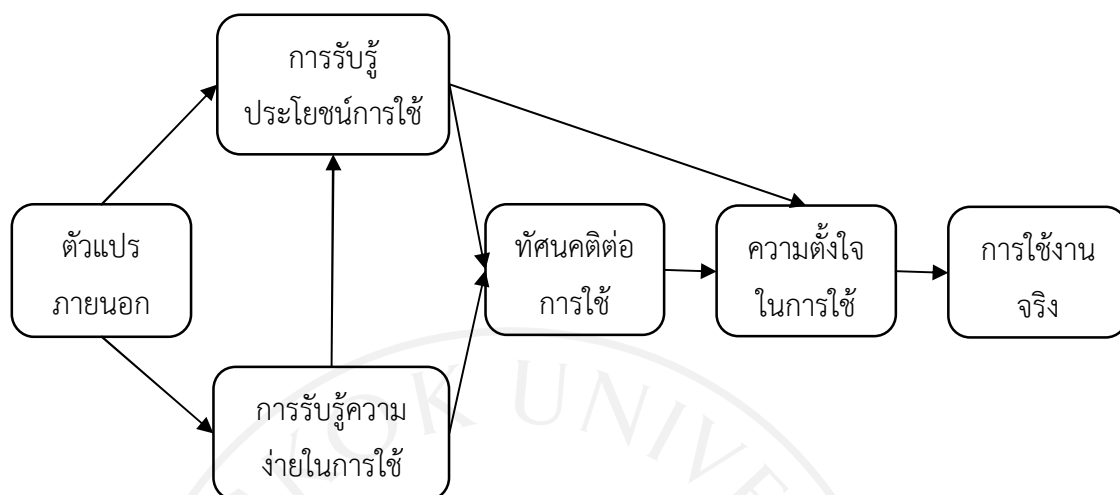 การรับรู้
ประโยชน์การใช้
ตัวแปร
ภายนอก
ทัศนคติต่อ
การใช้
ความตั้งใจ
ในการใช้
การใช้งาน
จริง
การรับรู้ความ
ง่ายในการใช้
KOK UNIVE